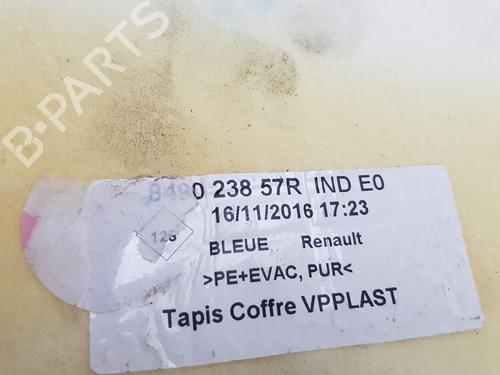 B-PARTS
8490 238 57R IND E0
16/11/2016 17:23
125
BLEUE Renault
>PE+EVAC, PUR<
Tapis Coffre VPPLAST